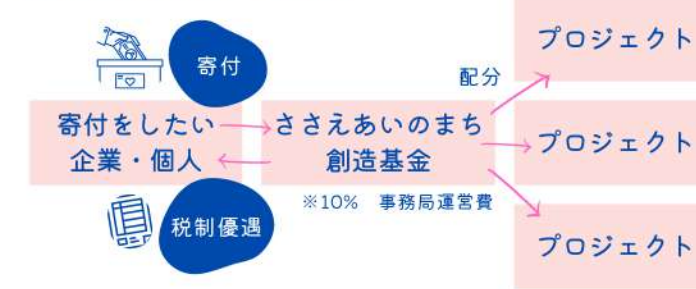 寄付
寄付をしたい
企業・個人
税制優遇
ささえあいのまち
創造基金
※10% 事務局運営費
配分
プロジェクト
プロジェクト
プロジェクト